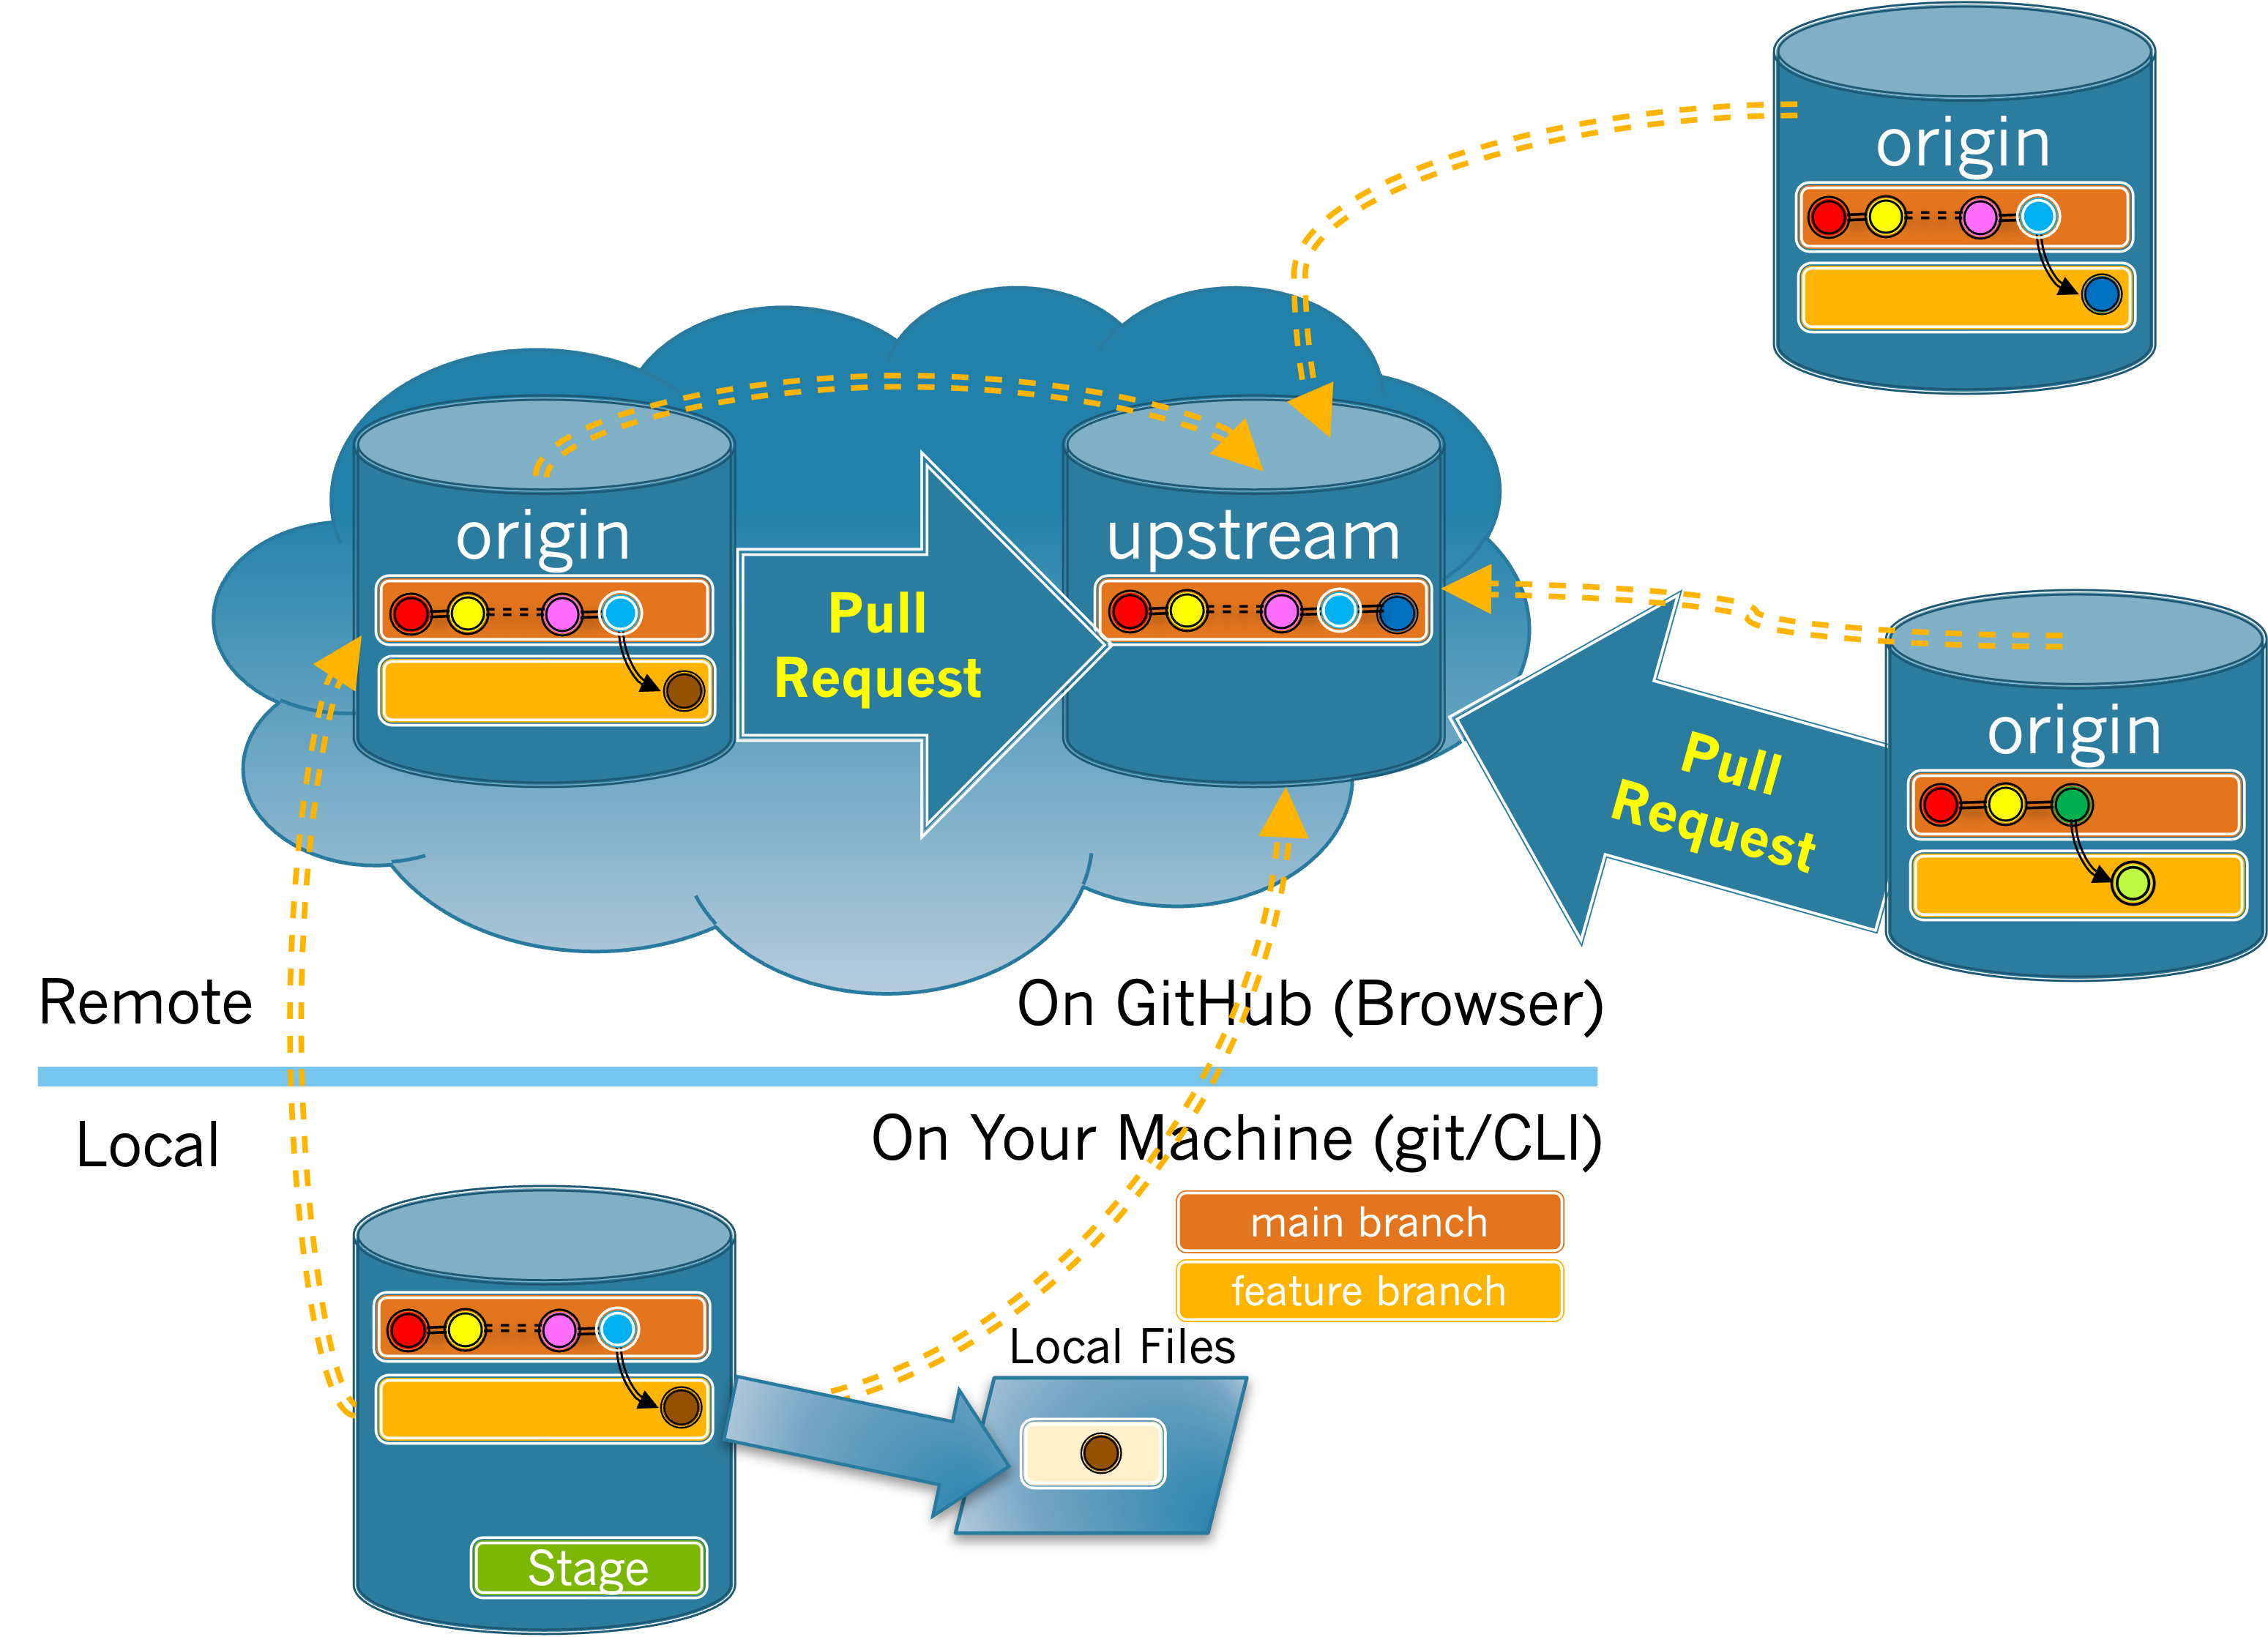 origin
origin
upstream
Pull
Request
origin
Pull
Request
Remote
On GitHub (Browser)
Local
On Your Machine (git/CLI)
main branch
feature branch
Local Files
Stage